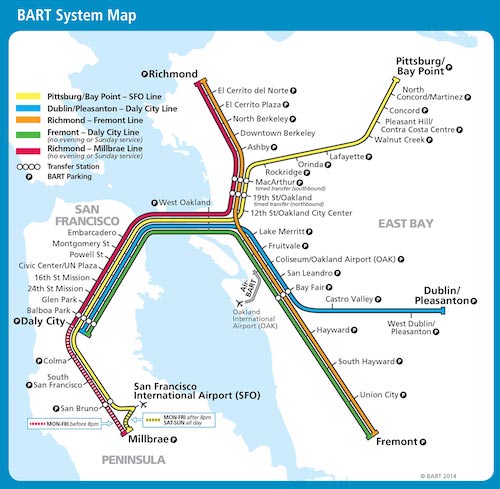 BART System Map
Pittsburg/Bay Point – SFO Line
Dublin/Pleasanton – Daly City Line
Richmond – Fremont Line
Fremont – Daly City Line
(no evening or Sunday service)
Richmond – Millbrae Line
(no evening or Sunday service)
Transfer Station
P BART Parking
P Richmond
El Cerrito del Norte P
El Cerrito Plaza P
North Berkeley P
Downtown Berkeley
Ashby P
Pittsburg/
Bay Point P
North
Concord/Martinez P
Concord P
Pleasant Hill/
Contra Costa Centre P
Walnut Creek P
Lafayette P
Orinda P
Rockridge P
MacArthur P
timed transfer (southbound)
19th St/Oakland
timed transfer (northbound)
12th St/Oakland City Center
P West Oakland
SAN
FRANCISCO
EAST BAY
Embarcadero
Montgomery St
Powell St
Civic Center/UN Plaza
16th St Mission
24th St Mission
Glen Park
Balboa Park
P Daly City
Lake Merritt P
Fruitvale P
Coliseum/Oakland Airport (OAK) P
San Leandro P
Bay Fair P
Air-
BART
Oakland
International
Airport (OAK)
Castro Valley P
Dublin/
Pleasanton P
West Dublin/
Pleasanton P
Hayward P
South Hayward P
Union City P
Fremont P
P Colma
South
San Francisco P
P San Bruno
San Francisco
International Airport (SFO)
MON-FRI before 8pm
MON-FRI after 8pm
SAT-SUN all day
Millbrae P
PENINSULA
© BART 2014